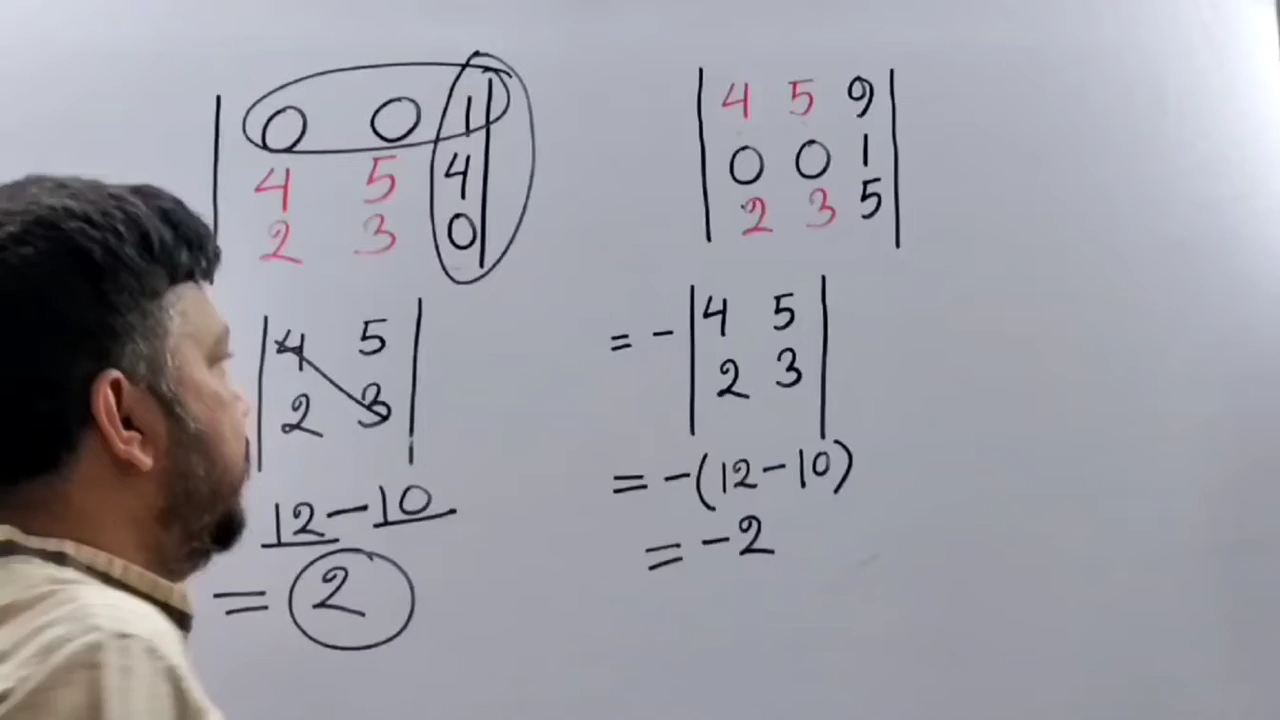 | 0 0 1 |
| 4 5 4 |
| 2 3 0 |
| 4 5 |
| 2 3 |
12 - 10
= 2
| 4 5 9 |
| 0 0 1 |
| 2 3 5 |
= - | 4 5 |
| 2 3 |
= -(12 - 10)
= -2